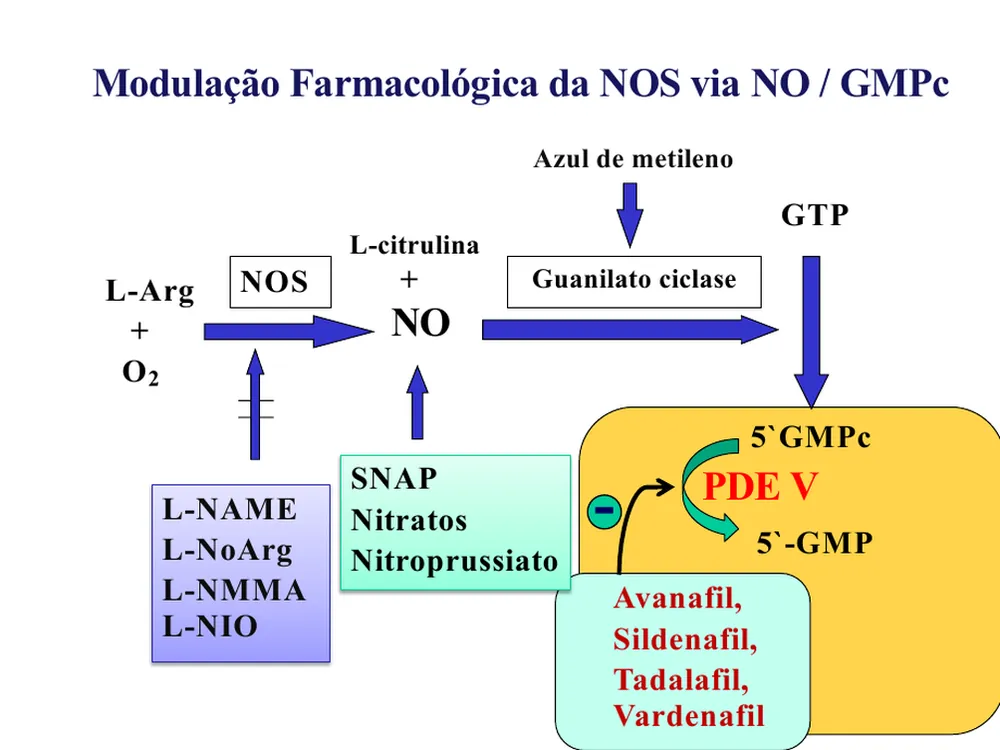 Modulação Farmacológica da NOS via NO / GMPc
Azul de metileno
GTP
L-citrulina
+
NO
NOS
Guanilato ciclase
L-Arg
+
O₂
5`GMPc
PDE V
5`-GMP
-
SNAP
Nitratos
Nitroprussiato
L-NAME
L-NoArg
L-NMMA
L-NIO
Avanafil,
Sildenafil,
Tadalafil,
Vardenafil